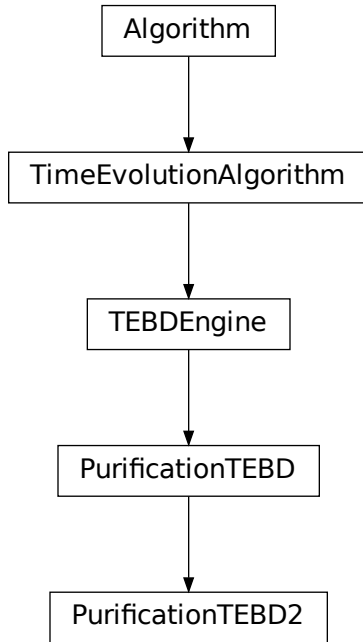 Algorithm
TimeEvolutionAlgorithm
TEBDEngine
PurificationTEBD
PurificationTEBD2